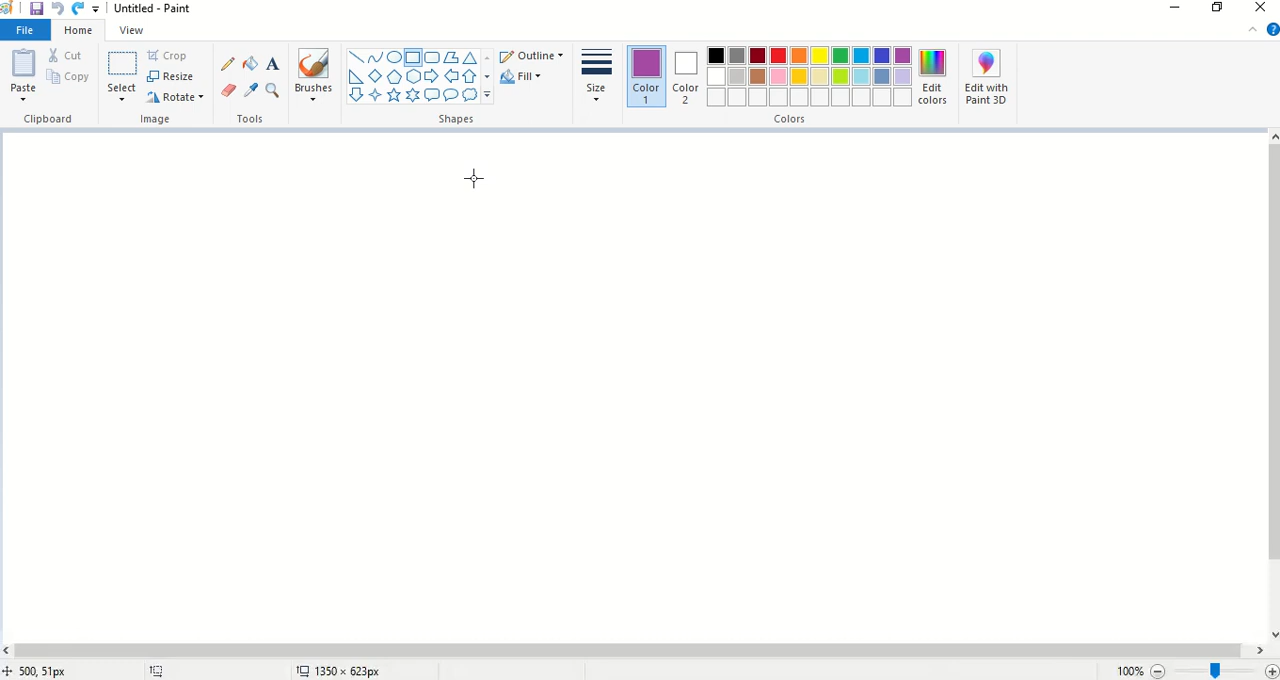 Untitled - Paint
File Home View
Cut Crop Outline
Copy Resize Fill
Paste Select Rotate Brushes Size Color 1 Color 2 Edit colors Edit with Paint 3D
Clipboard Image Tools Shapes Colors
500, 51px 1350 × 623px 100%